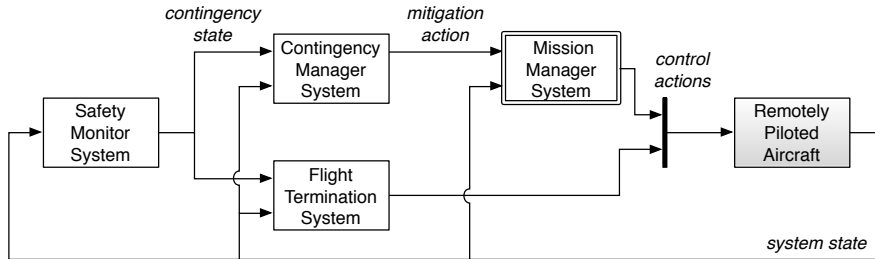 contingency
state
mitigation
action
Contingency
Manager
System
Mission
Manager
System
control
actions
Safety
Monitor
System
Remotely
Piloted
Aircraft
Flight
Termination
System
system state